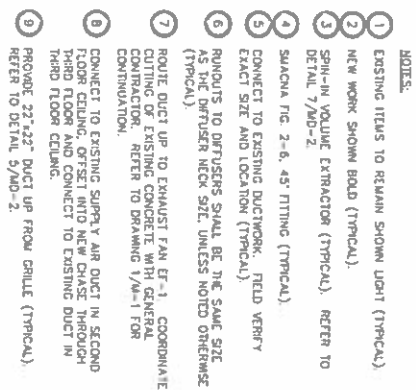 NOTES:
1 EXISTING ITEMS TO REMAIN SHOWN LIGHT (TYPICAL).
2 NEW WORK SHOWN BOLD (TYPICAL).
3 SPIN-IN VOLUME EXTRACTOR (TYPICAL). REFER TO
DETAIL 7/MD-2.
4 SMACNA FIG. 2-6, 45° FITTING (TYPICAL).
5 CONNECT TO EXISTING DUCTWORK. FIELD VERIFY
EXACT SIZE AND LOCATION (TYPICAL).
6 RUNOUTS TO DIFFUSERS SHALL BE THE SAME SIZE
AS THE DIFFUSER NECK SIZE, UNLESS NOTED OTHERWISE
(TYPICAL).
7 ROUTE DUCT UP TO EXHAUST FAN EF-1. COORDINATE
CUTTING OF EXISTING CONCRETE WITH GENERAL
CONTRACTOR. REFER TO DRAWING 1/M-1 FOR
CONTINUATION.
8 CONNECT TO EXISTING SUPPLY AIR DUCT IN SECOND
FLOOR CEILING, OFFSET INTO NEW CHASE THROUGH
THIRD FLOOR AND CONNECT TO EXISTING DUCT IN
THIRD FLOOR CEILING.
9 PROVIDE 22"x22" DUCT UP FROM GRILLE (TYPICAL).
REFER TO DETAIL 5/MD-2.